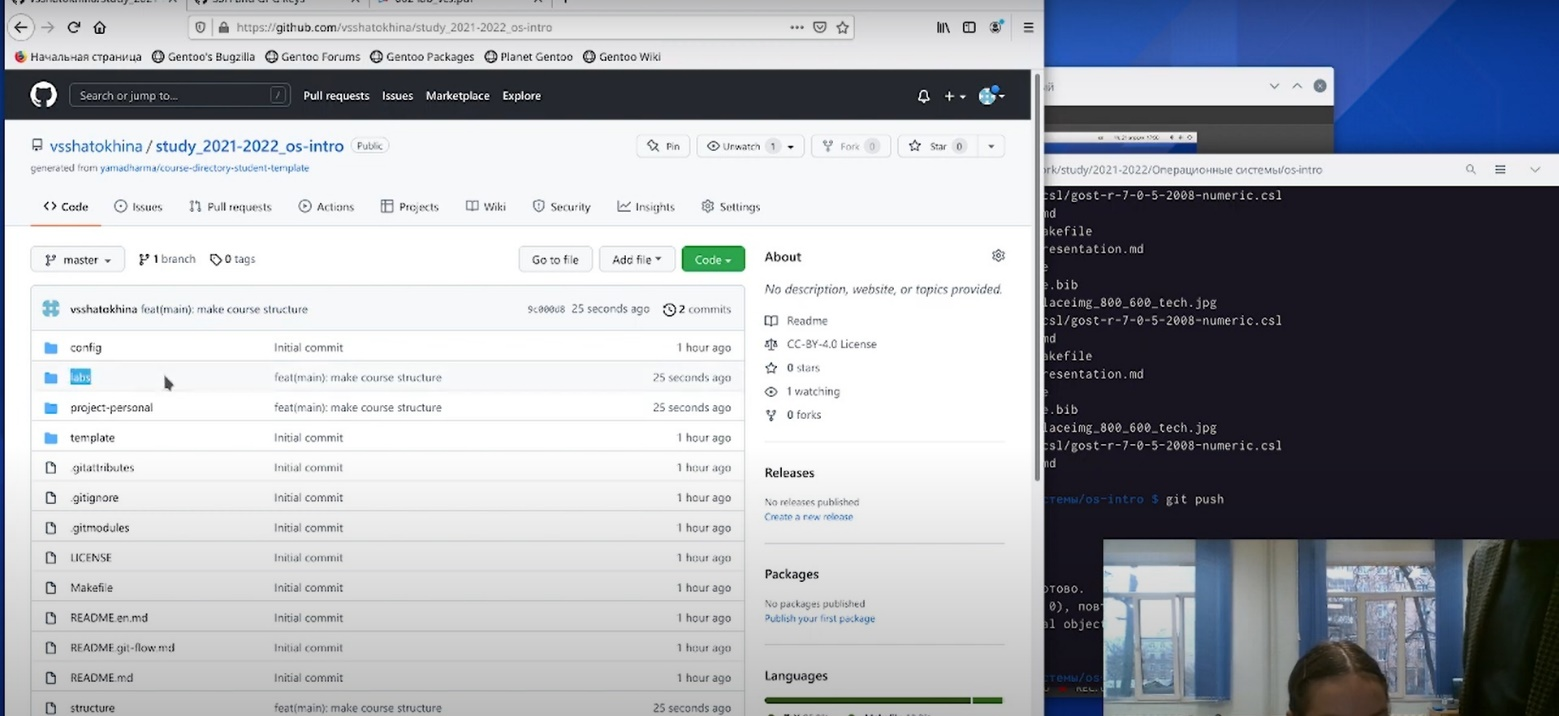 https://github.com/vsshatokhina/study_2021-2022_os-intro
Начальная страница Gentoo's Bugzilla Gentoo Forums Gentoo Packages Planet Gentoo Gentoo Wiki
Search or jump to... / Pull requests Issues Marketplace Explore
vsshatokhina / study_2021-2022_os-intro Public
generated from yamadharma/course-directory-student-template
Pin Unwatch 1 Fork 0 Star 0
Code Issues Pull requests Actions Projects Wiki Security Insights Settings
master 1 branch 0 tags Go to file Add file Code
vsshatokhina feat(main): make course structure 9c000d8 25 seconds ago 2 commits
config Initial commit 1 hour ago
labs feat(main): make course structure 25 seconds ago
project-personal feat(main): make course structure 25 seconds ago
template Initial commit 1 hour ago
.gitattributes Initial commit 1 hour ago
.gitignore Initial commit 1 hour ago
.gitmodules Initial commit 1 hour ago
LICENSE Initial commit 1 hour ago
Makefile Initial commit 1 hour ago
README.en.md Initial commit 1 hour ago
README.git-flow.md Initial commit 1 hour ago
README.md Initial commit 1 hour ago
structure feat(main): make course structure 25 seconds ago
About
No description, website, or topics provided.
Readme
CC-BY-4.0 License
0 stars
1 watching
0 forks
Releases
No releases published
Create a new release
Packages
No packages published
Publish your first package
Languages
rk/study/2021-2022/Операционные системы/os-intro
csl/gost-r-7-0-5-2008-numeric.csl
md
akefile
resentation.md
e
e.bib
laceimg_800_600_tech.jpg
csl/gost-r-7-0-5-2008-numeric.csl
md
akefile
resentation.md
e
e.bib
laceimg_800_600_tech.jpg
csl/gost-r-7-0-5-2008-numeric.csl
md
стемы/os-intro $ git push
отово.
0), пов
al objec
стемы/os